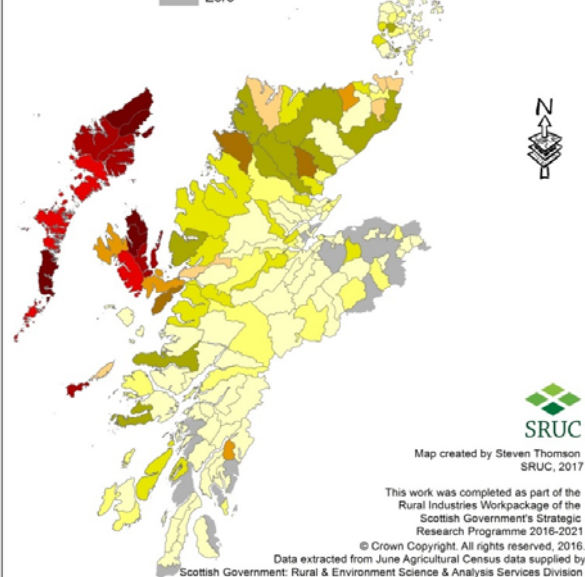 N
SRUC
Map created by Steven Thomson
SRUC, 2017
This work was completed as part of the
Rural Industries Workpackage of the
Scottish Government's Strategic
Research Programme 2016-2021
© Crown Copyright. All rights reserved, 2016.
Data extracted from June Agricultural Census data supplied by
Scottish Government: Rural & Environment Science & Analysis Services Division